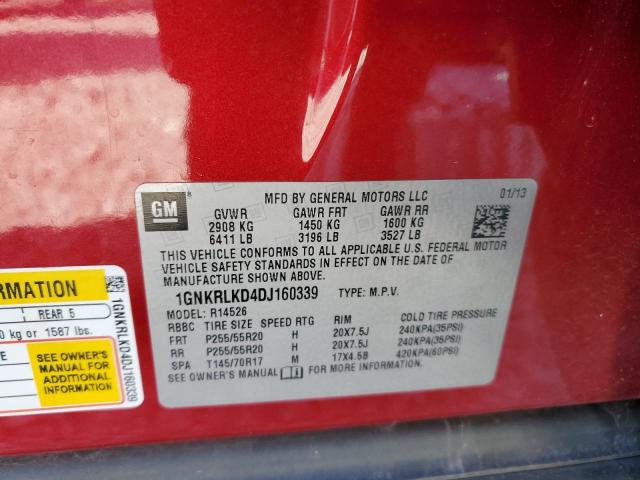 GM
MFD BY GENERAL MOTORS LLC 01/13
GVWR GAWR FRT GAWR RR
2908 KG 1450 KG 1600 KG
6411 LB 3196 LB 3527 LB
THIS VEHICLE CONFORMS TO ALL APPLICABLE U.S. FEDERAL MOTOR
VEHICLE SAFETY STANDARDS IN EFFECT ON THE DATE OF
MANUFACTURE SHOWN ABOVE.
1GNKRLKD4DJ160339 TYPE: M.P.V.
MODEL: R14526
RBBC TIRE SIZE SPEED RTG RIM COLD TIRE PRESSURE
FRT P255/55R20 H 20X7.5J 240KPA(35PSI)
RR P255/55R20 H 20X7.5J 240KPA(35PSI)
SPA T145/70R17 M 17X4.5B 420KPA(60PSI)
SEE OWNER'S MANUAL FOR MORE INFORMATION.
ORMATION
REAR 5
0 kg or 1587 lbs.
SEE OWNER'S
MANUAL FOR
ADDITIONAL
INFORMATION
1GNKRLKD4DJ160339